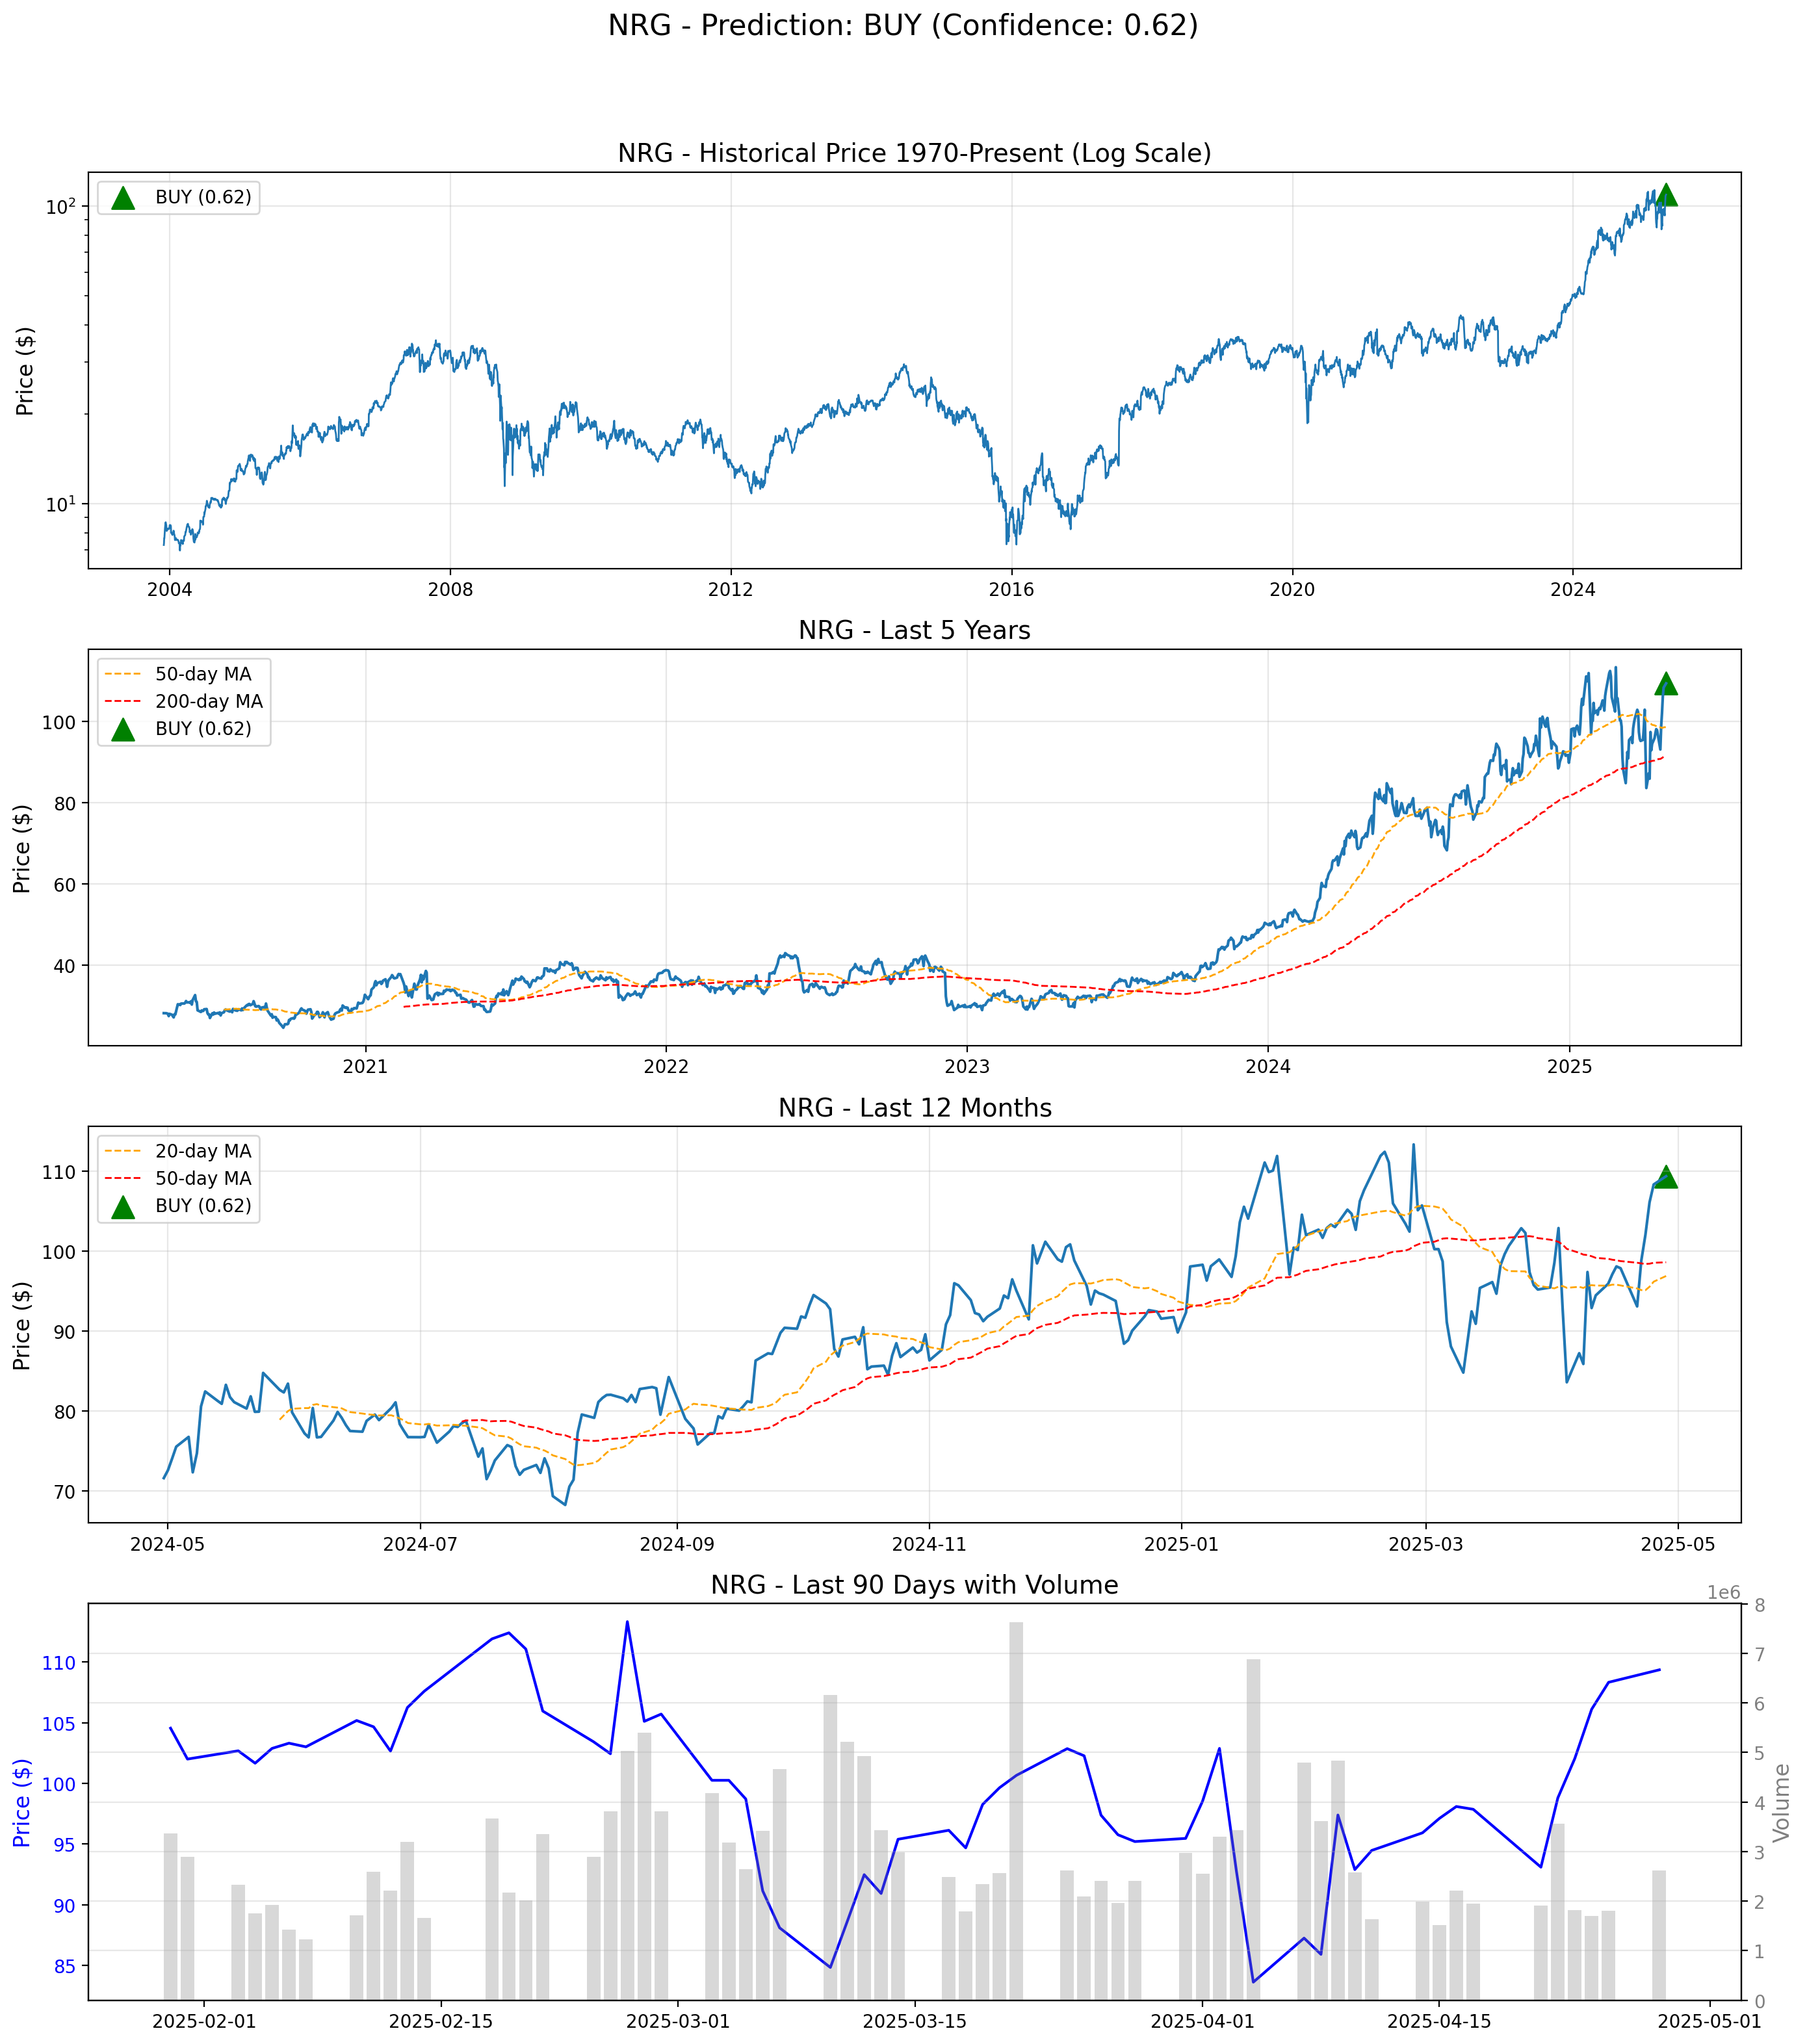 NRG - Prediction: BUY (Confidence: 0.62)
NRG - Historical Price 1970-Present (Log Scale)
BUY (0.62)
Price ($)
10²
10¹
2004 2008 2012 2016 2020 2024
NRG - Last 5 Years
50-day MA
200-day MA
BUY (0.62)
Price ($)
100
80
60
40
2021 2022 2023 2024 2025
NRG - Last 12 Months
20-day MA
50-day MA
BUY (0.62)
Price ($)
110
100
90
80
70
2024-05 2024-07 2024-09 2024-11 2025-01 2025-03 2025-05
NRG - Last 90 Days with Volume
1e6
Price ($)
110
105
100
95
90
85
8
7
6
5
4
3
2
1
0
Volume
2025-02-01 2025-02-15 2025-03-01 2025-03-15 2025-04-01 2025-04-15 2025-05-01